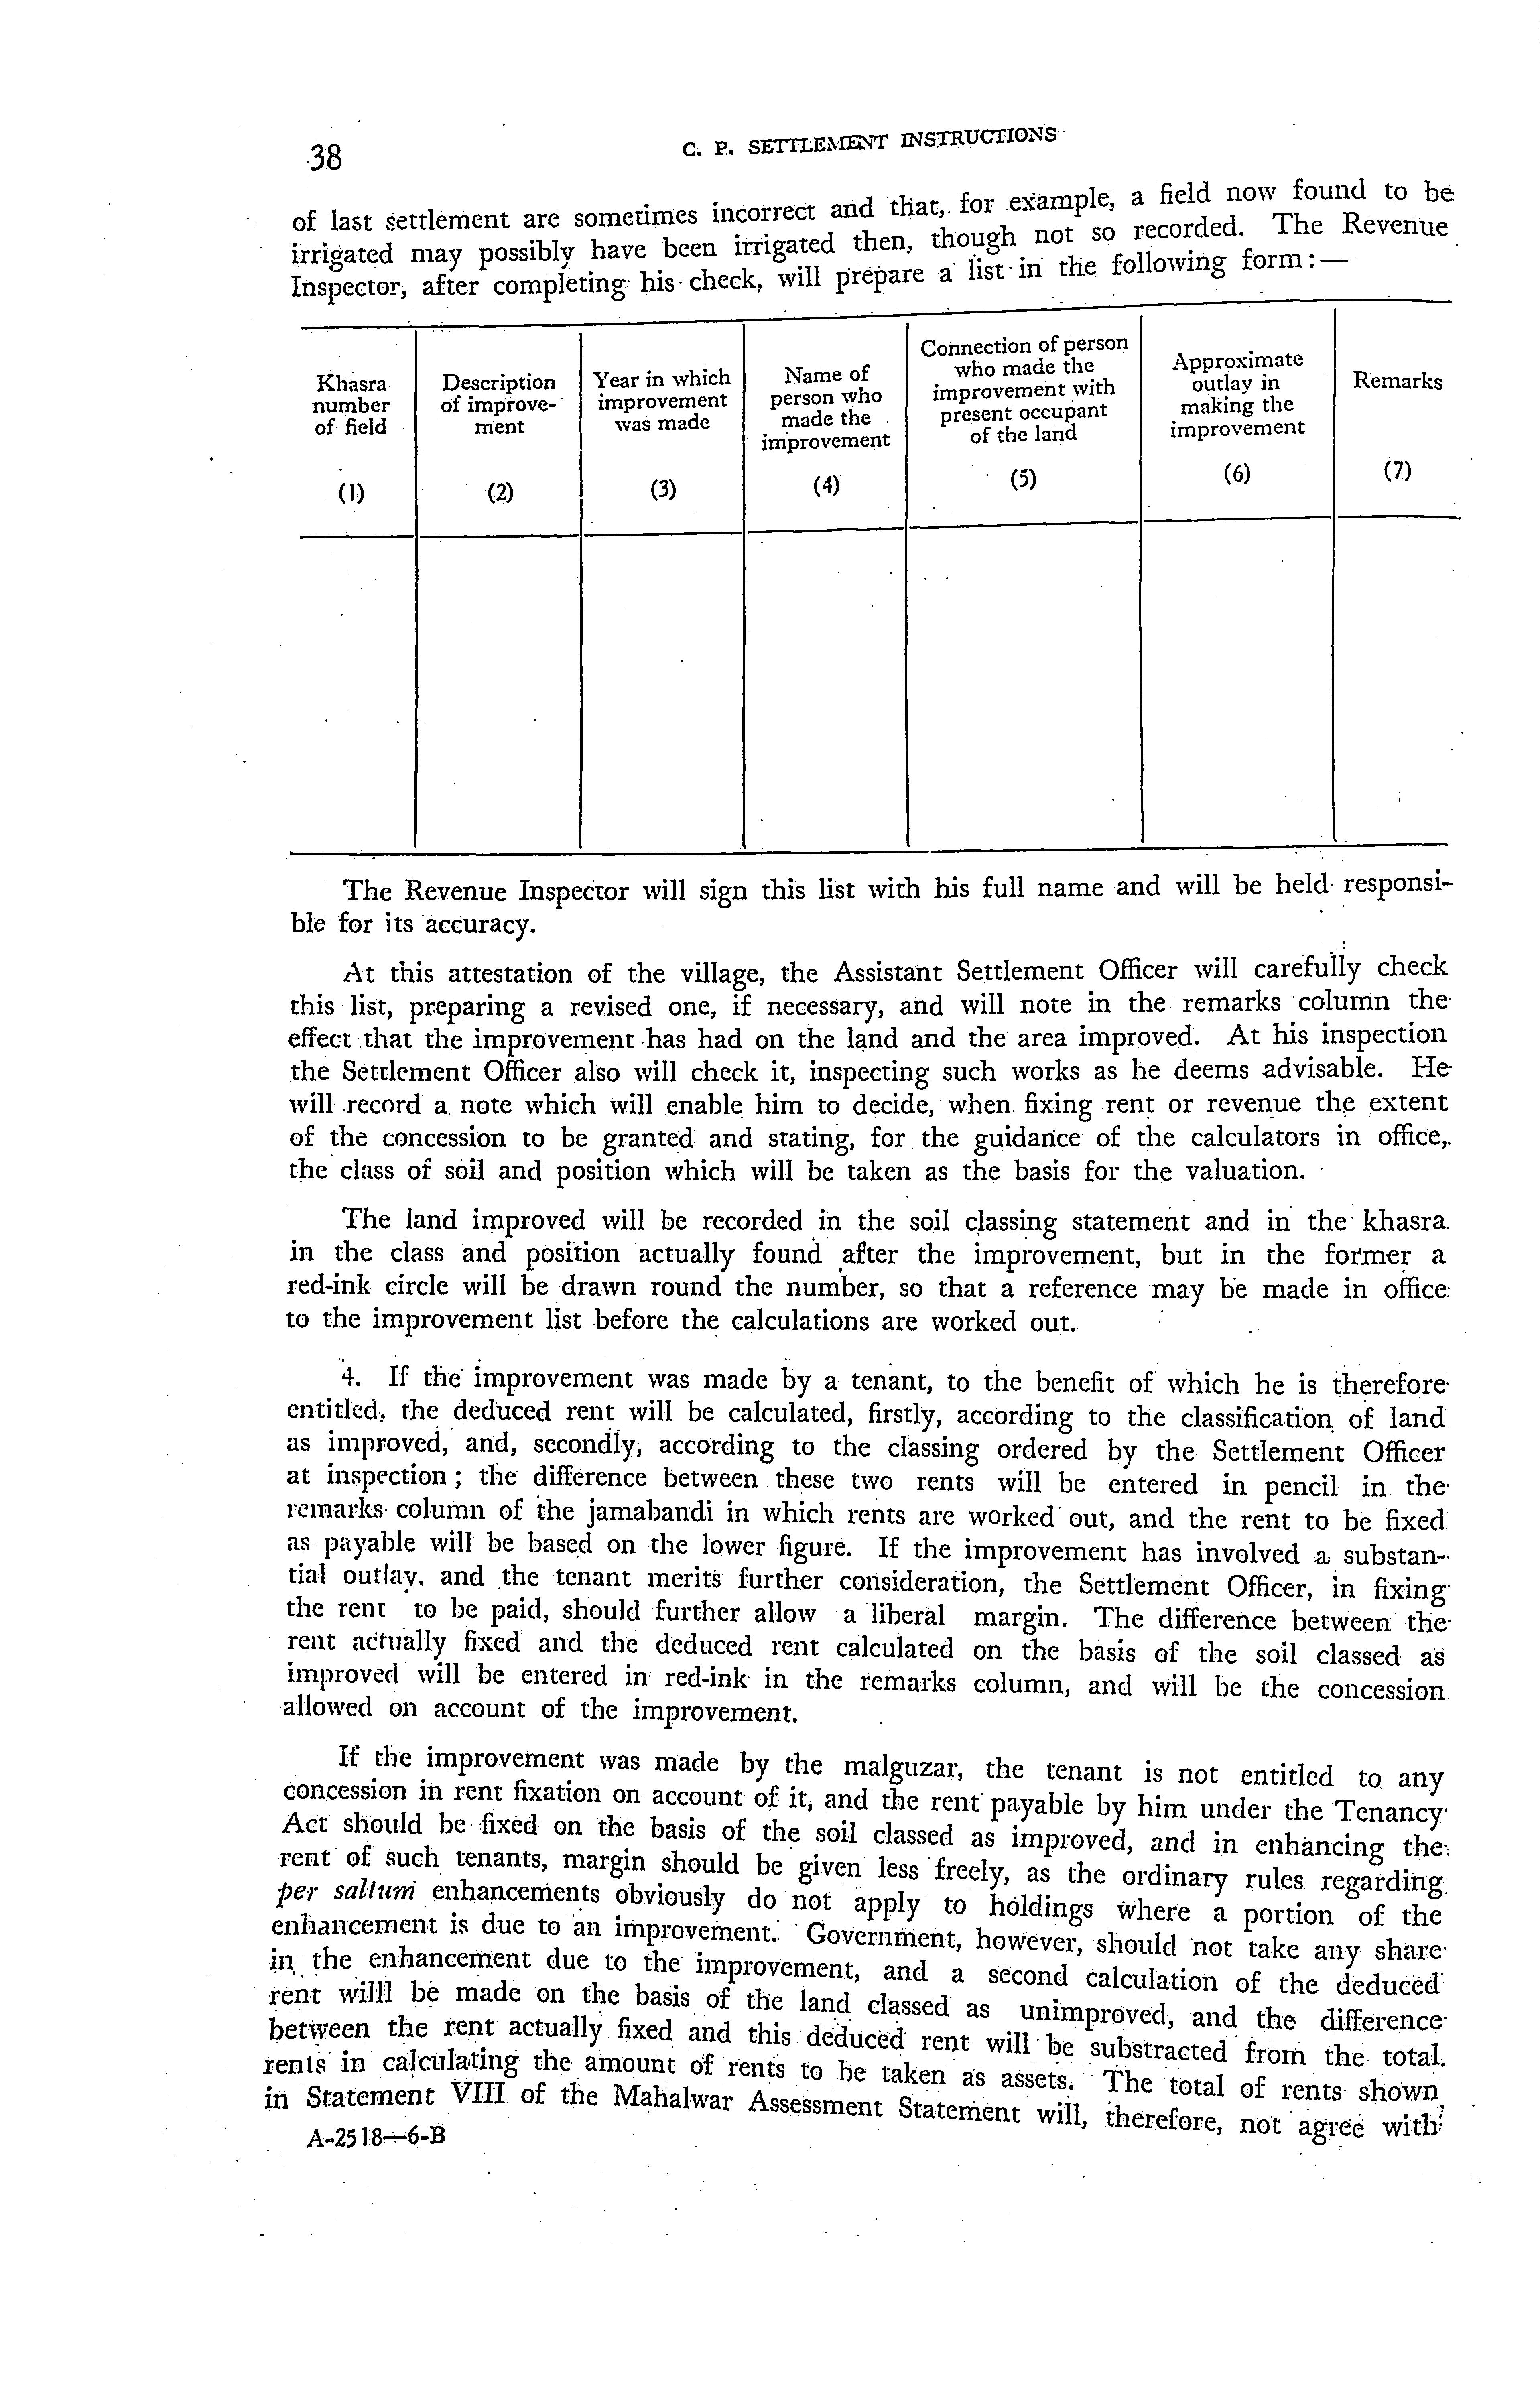 38
C. P. SETTLEMENT INSTRUCTIONS
of last settlement are sometimes incorrect and that, for example, a field now found to be
irrigated may possibly have been irrigated then, though not so recorded. The Revenue
Inspector, after completing his check, will prepare a list in the following form:—
Khasra
number
of field
(1)
Description
of improve-
ment
(2)
Year in which
improvement
was made
(3)
Name of
person who
made the
improvement
(4)
Connection of person
who made the
improvement with
present occupant
of the land
(5)
Approximate
outlay in
making the
improvement
(6)
Remarks
(7)
The Revenue Inspector will sign this list with his full name and will be held responsi-
ble for its accuracy.
At this attestation of the village, the Assistant Settlement Officer will carefully check
this list, preparing a revised one, if necessary, and will note in the remarks column the
effect that the improvement has had on the land and the area improved. At his inspection
the Settlement Officer also will check it, inspecting such works as he deems advisable. He
will record a note which will enable him to decide, when fixing rent or revenue the extent
of the concession to be granted and stating, for the guidance of the calculators in office,
the class of soil and position which will be taken as the basis for the valuation.
The land improved will be recorded in the soil classing statement and in the khasra
in the class and position actually found after the improvement, but in the former a
red-ink circle will be drawn round the number, so that a reference may be made in office
to the improvement list before the calculations are worked out.
4. If the improvement was made by a tenant, to the benefit of which he is therefore
entitled, the deduced rent will be calculated, firstly, according to the classification of land
as improved, and, secondly, according to the classing ordered by the Settlement Officer
at inspection; the difference between these two rents will be entered in pencil in the
remarks column of the jamabandi in which rents are worked out, and the rent to be fixed
as payable will be based on the lower figure. If the improvement has involved a substan-
tial outlay, and the tenant merits further consideration, the Settlement Officer, in fixing
the rent to be paid, should further allow a liberal margin. The difference between the
rent actually fixed and the deduced rent calculated on the basis of the soil classed as
improved will be entered in red-ink in the remarks column, and will be the concession
allowed on account of the improvement.
If the improvement was made by the malguzar, the tenant is not entitled to any
concession in rent fixation on account of it, and the rent payable by him under the Tenancy
Act should be fixed on the basis of the soil classed as improved, and in enhancing the
rent of such tenants, margin should be given less freely, as the ordinary rules regarding
per saltum enhancements obviously do not apply to holdings where a portion of the
enhancement is due to an improvement. Government, however, should not take any share
in the enhancement due to the improvement, and a second calculation of the deduced
rent willl be made on the basis of the land classed as unimproved, and the difference
between the rent actually fixed and this deduced rent will be substracted from the total
rents in calculating the amount of rents to be taken as assets. The total of rents shown
in Statement VIII of the Mahalwar Assessment Statement will, therefore, not agree with
A-2518—6-B